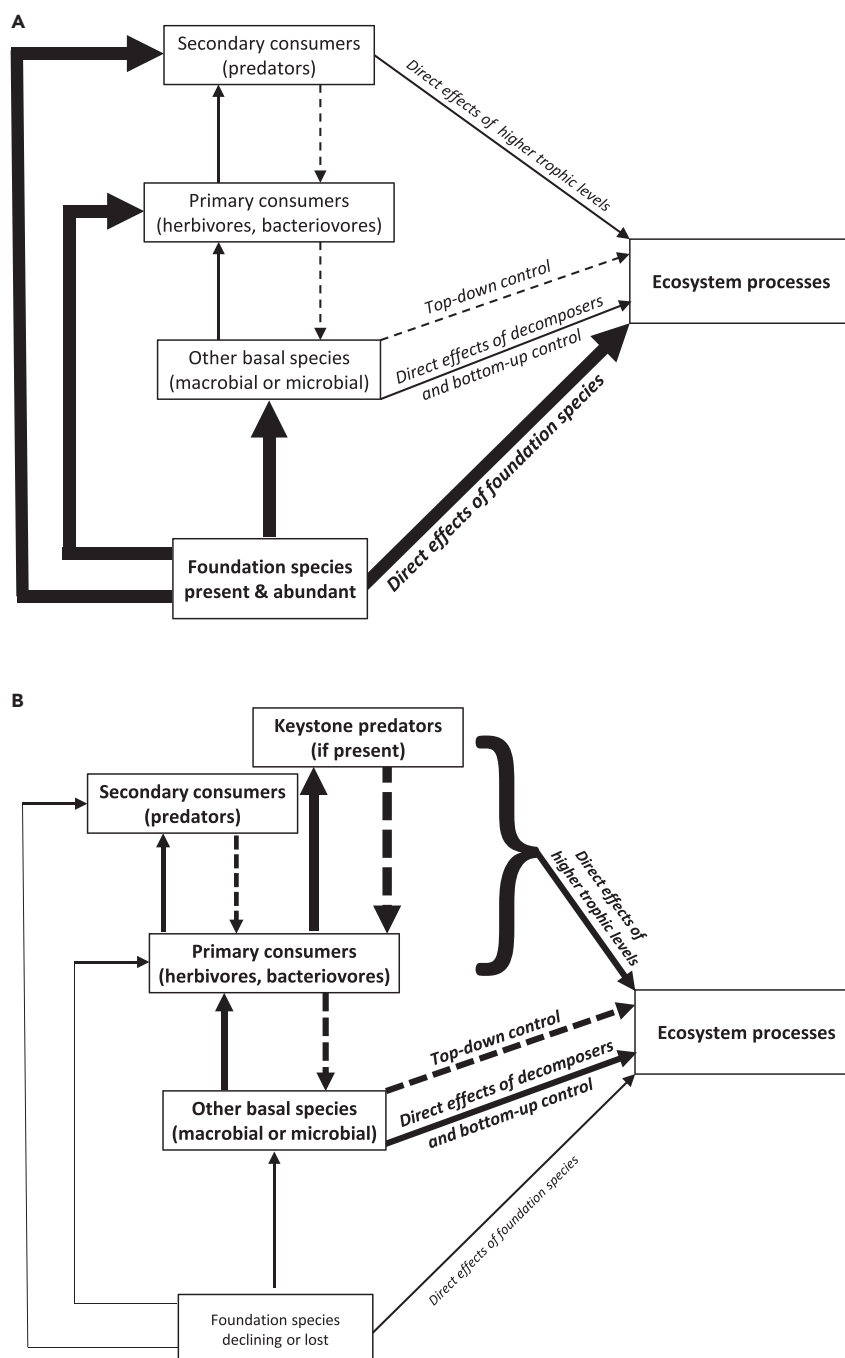 A
Secondary consumers
(predators)
Direct effects of higher trophic levels
Primary consumers
(herbivores, bacteriovores)
Ecosystem processes
Top-down control
Other basal species
(macrobial or microbial)
Direct effects of decomposers
and bottom-up control
Direct effects of foundation species
Foundation species
present & abundant
B
Keystone predators
(if present)
Secondary consumers
(predators)
Direct effects of
higher trophic levels
Primary consumers
(herbivores, bacteriovores)
Ecosystem processes
Top-down control
Other basal species
(macrobial or microbial)
Direct effects of decomposers
and bottom-up control
Direct effects of foundation species
Foundation species
declining or lost